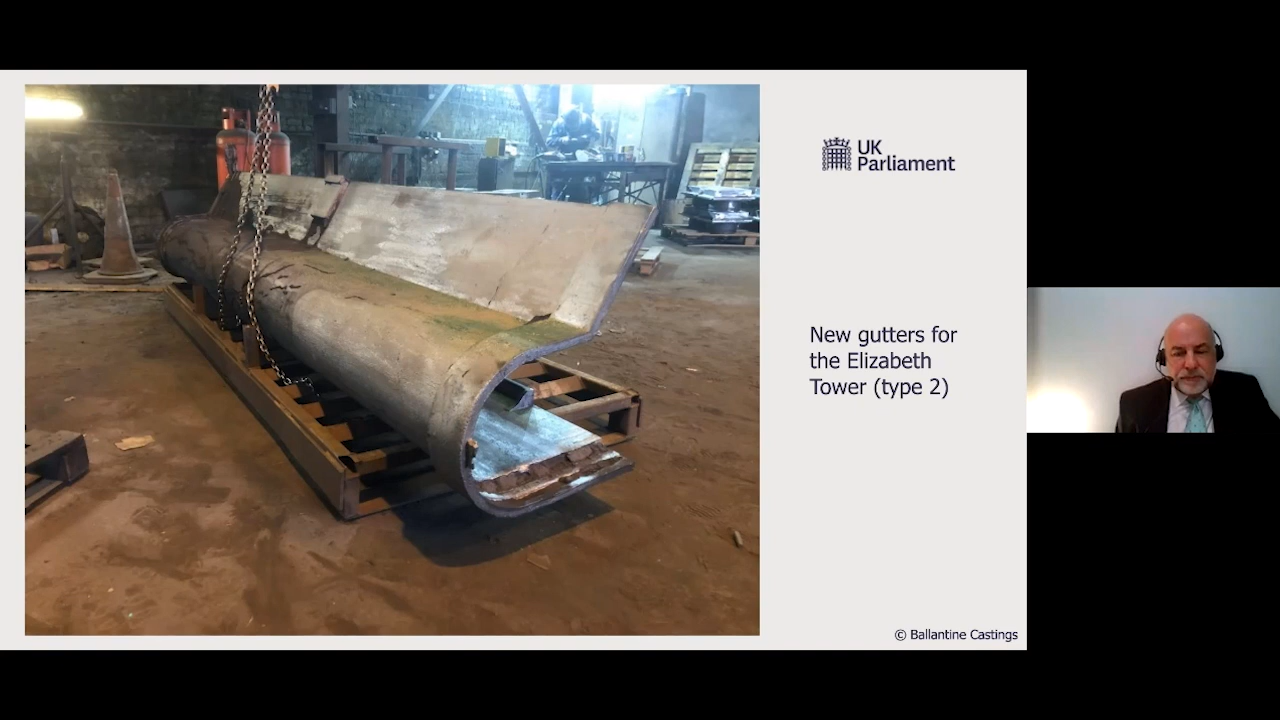 UK
Parliament
New gutters for
the Elizabeth
Tower (type 2)
© Ballantine Castings